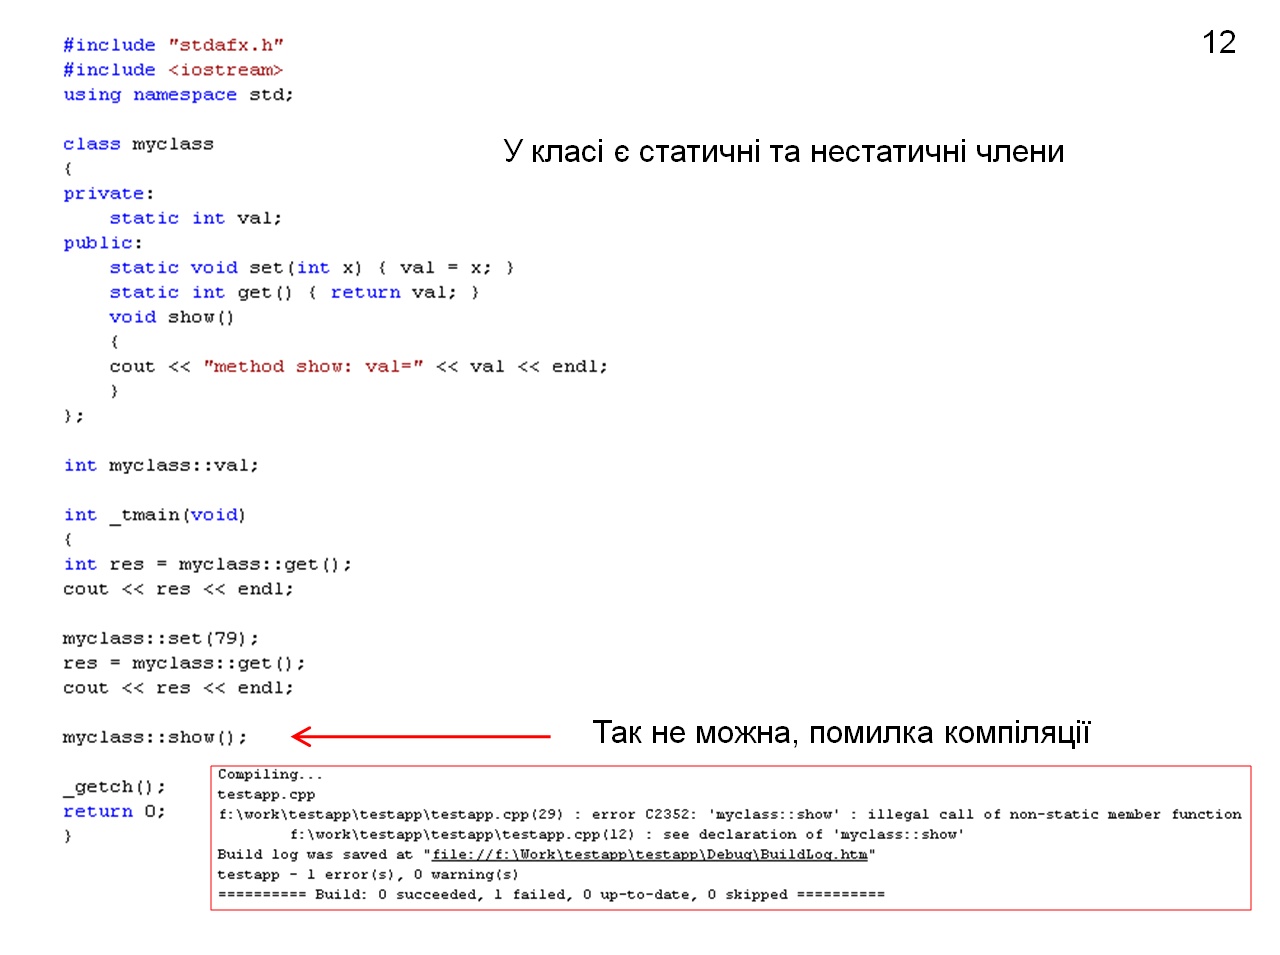 12
#include "stdafx.h"
#include <iostream>
using namespace std;
class myclass
У класі є статичні та нестатичні члени
{
private:
static int val;
public:
static void set(int x) { val = x; }
static int get() { return val; }
void show()
{
cout << "method show: val=" << val << endl;
}
};
int myclass::val;
int _tmain(void)
{
int res = myclass::get();
cout << res << endl;
myclass::set(79);
res = myclass::get();
cout << res << endl;
myclass::show();
Так не можна, помилка компіляції
_getch();
return 0;
}
Compiling...
testapp.cpp
f:\work\testapp\testapp\testapp.cpp(29) : error C2352: 'myclass::show' : illegal call of non-static member function
f:\work\testapp\testapp\testapp.cpp(12) : see declaration of 'myclass::show'
Build log was saved at "file://f:\Work\testapp\testapp\Debug\BuildLog.htm"
testapp - 1 error(s), 0 warning(s)
========== Build: 0 succeeded, 1 failed, 0 up-to-date, 0 skipped ==========